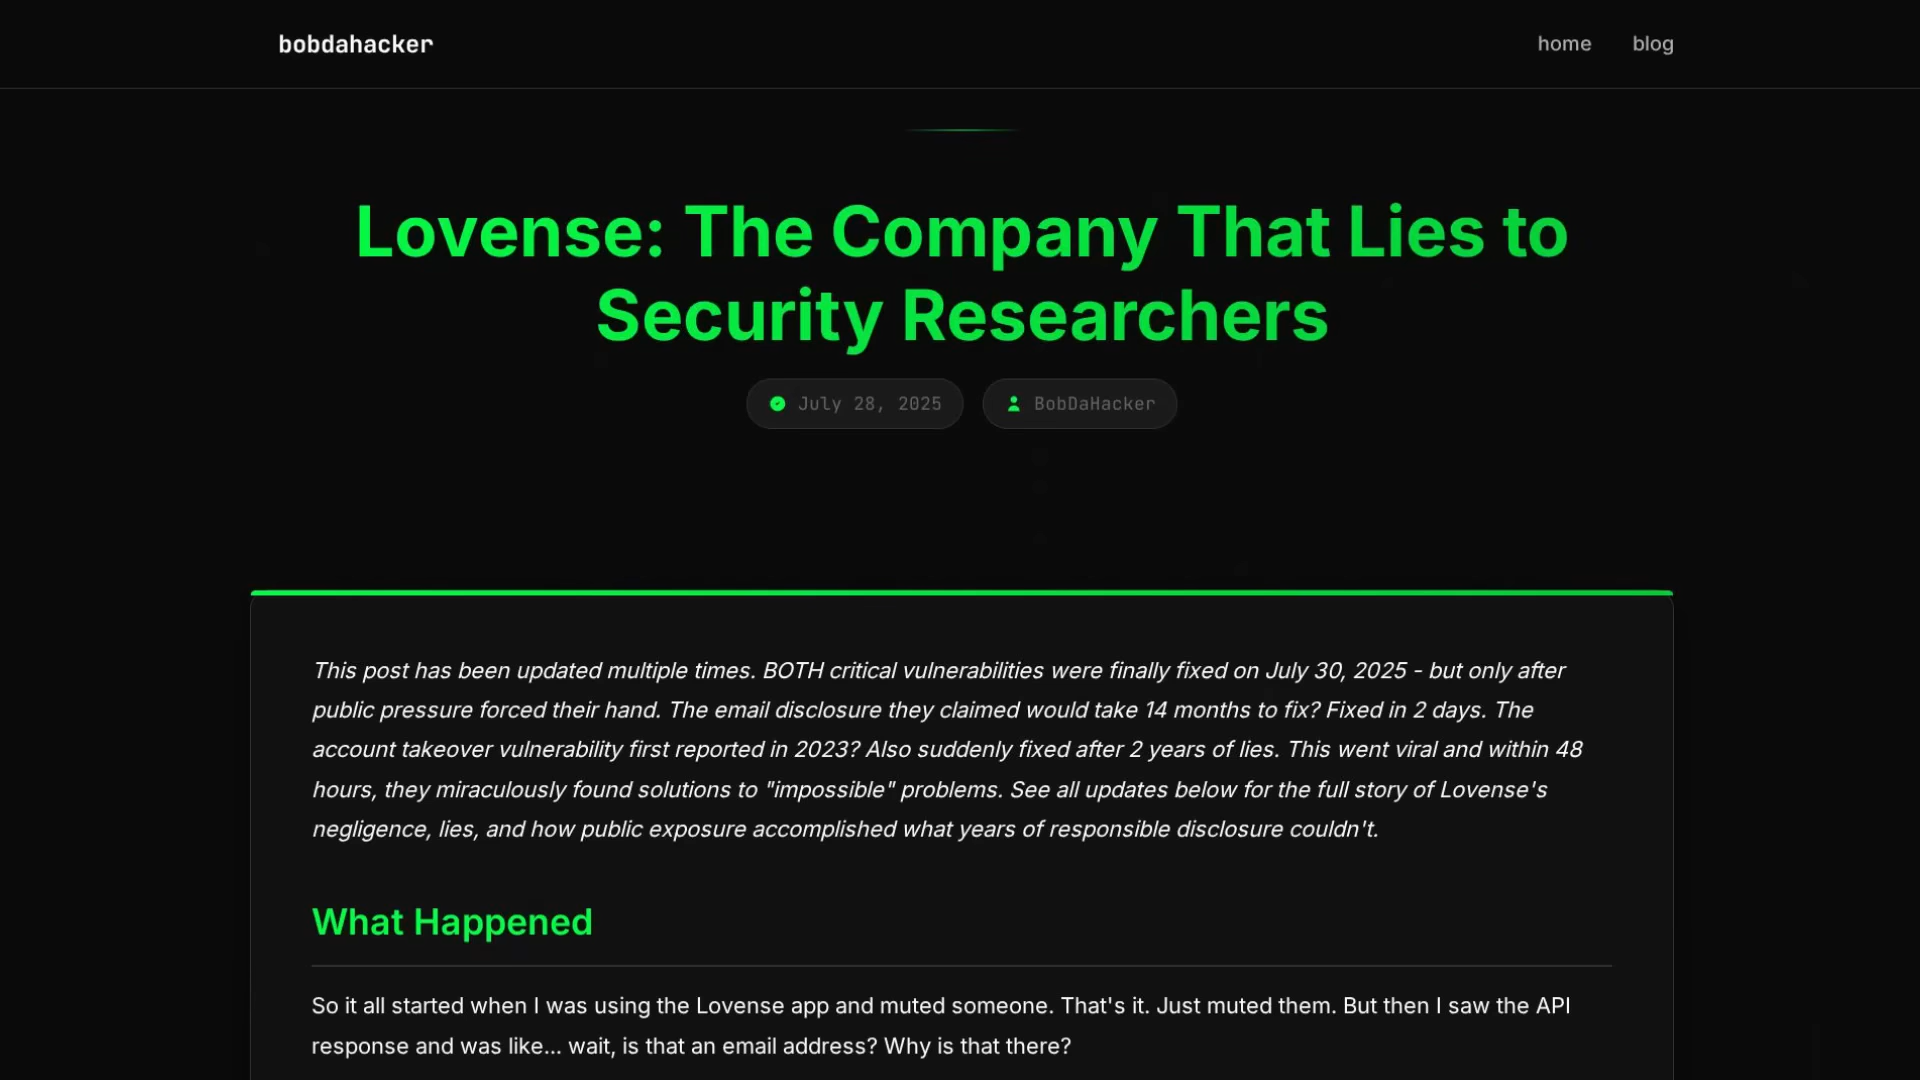 bobdahacker
home
blog
Lovense: The Company That Lies to
Security Researchers
July 28, 2025
BobDaHacker
This post has been updated multiple times. BOTH critical vulnerabilities were finally fixed on July 30, 2025 - but only after
public pressure forced their hand. The email disclosure they claimed would take 14 months to fix? Fixed in 2 days. The
account takeover vulnerability first reported in 2023? Also suddenly fixed after 2 years of lies. This went viral and within 48
hours, they miraculously found solutions to "impossible" problems. See all updates below for the full story of Lovense's
negligence, lies, and how public exposure accomplished what years of responsible disclosure couldn't.
What Happened
So it all started when I was using the Lovense app and muted someone. That's it. Just muted them. But then I saw the API
response and was like... wait, is that an email address? Why is that there?